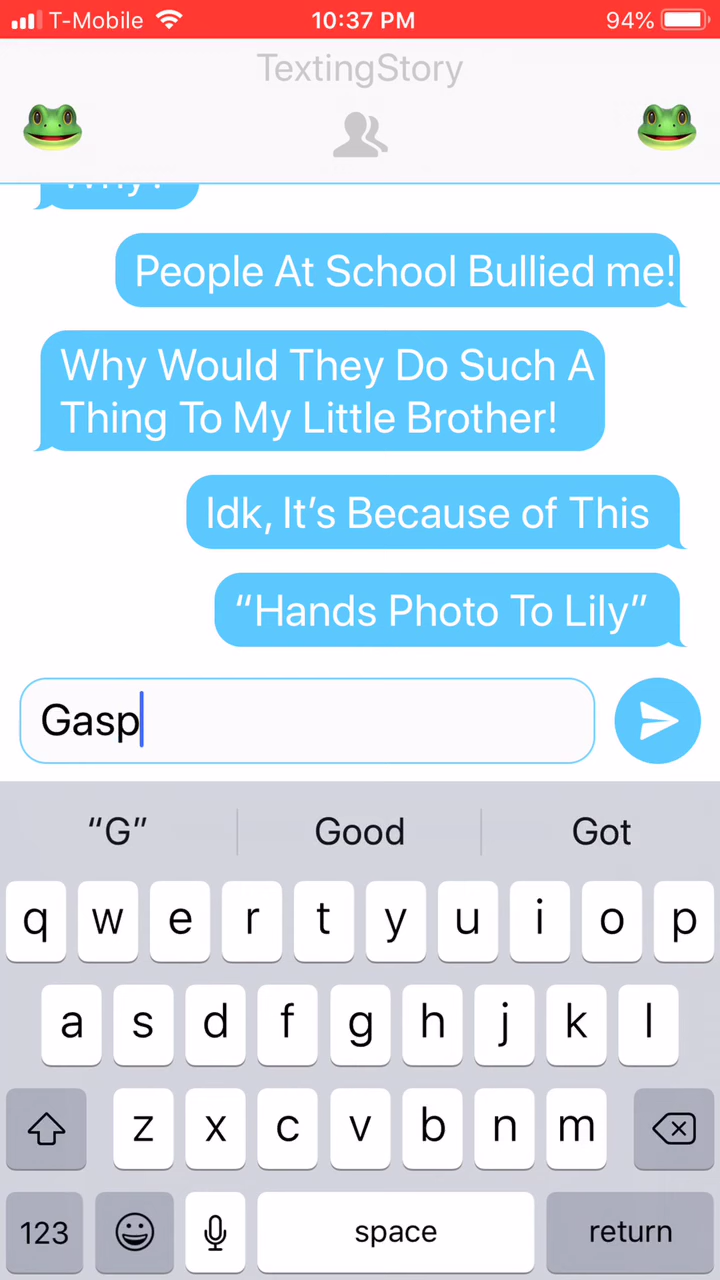 T-Mobile 10:37 PM 94%
TextingStory
Why?
People At School Bullied me!
Why Would They Do Such A
Thing To My Little Brother!
Idk, It’s Because of This
“Hands Photo To Lily”
Gasp
“G” Good Got
q w e r t y u i o p
a s d f g h j k l
z x c v b n m
123 space return